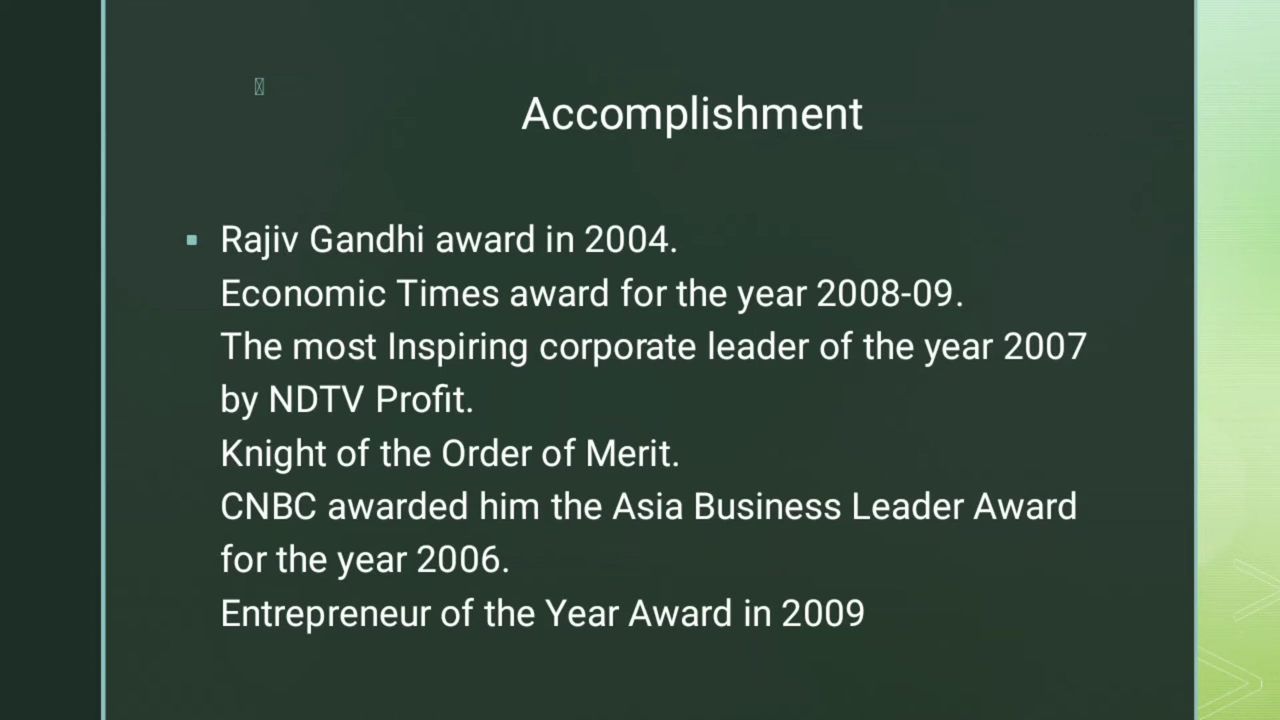 Accomplishment
Rajiv Gandhi award in 2004.
Economic Times award for the year 2008-09.
The most Inspiring corporate leader of the year 2007
by NDTV Profit.
Knight of the Order of Merit.
CNBC awarded him the Asia Business Leader Award
for the year 2006.
Entrepreneur of the Year Award in 2009